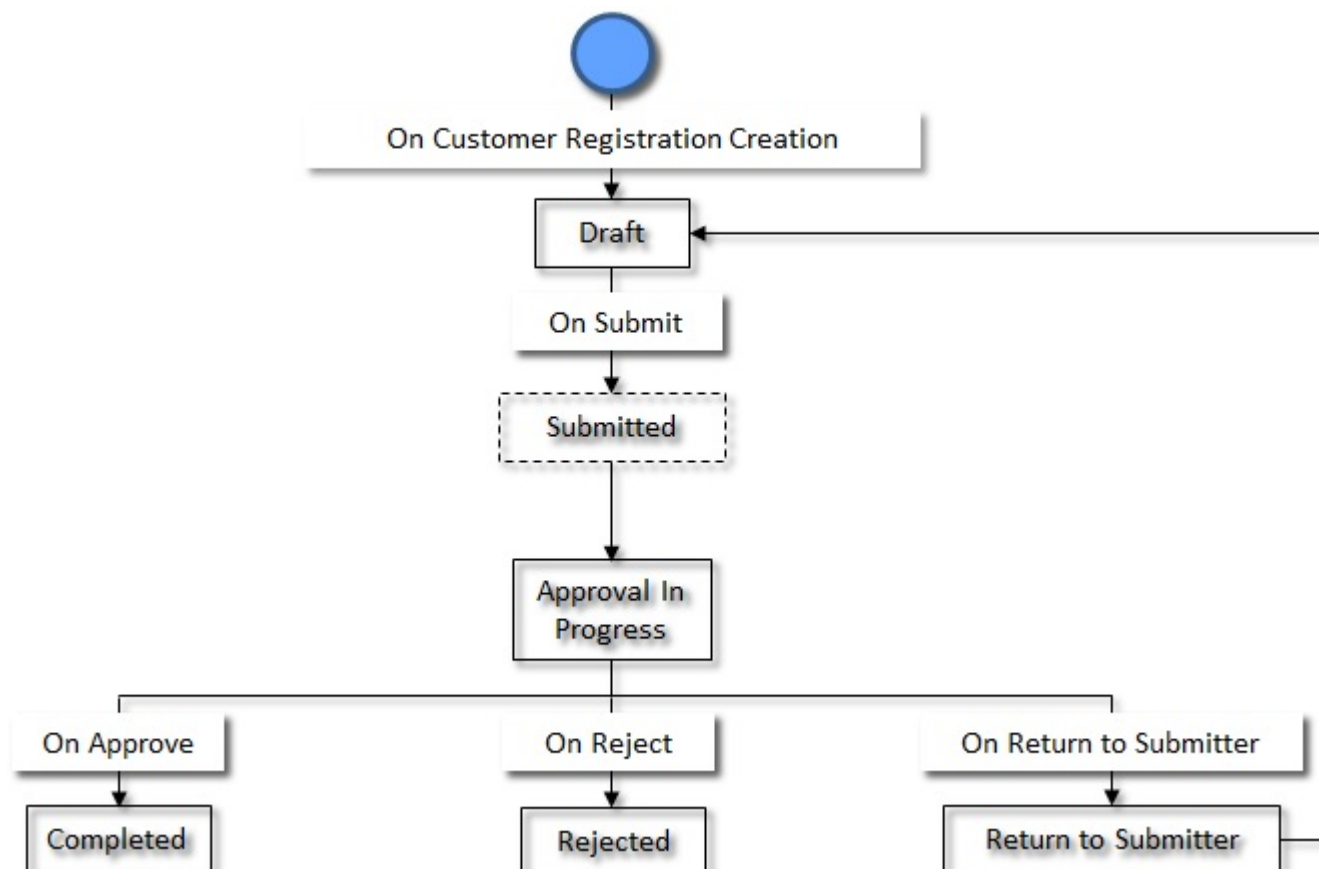 On Customer Registration Creation
Draft
On Submit
Submitted
Approval In
Progress
On Approve
On Reject
On Return to Submitter
Completed
Rejected
Return to Submitter